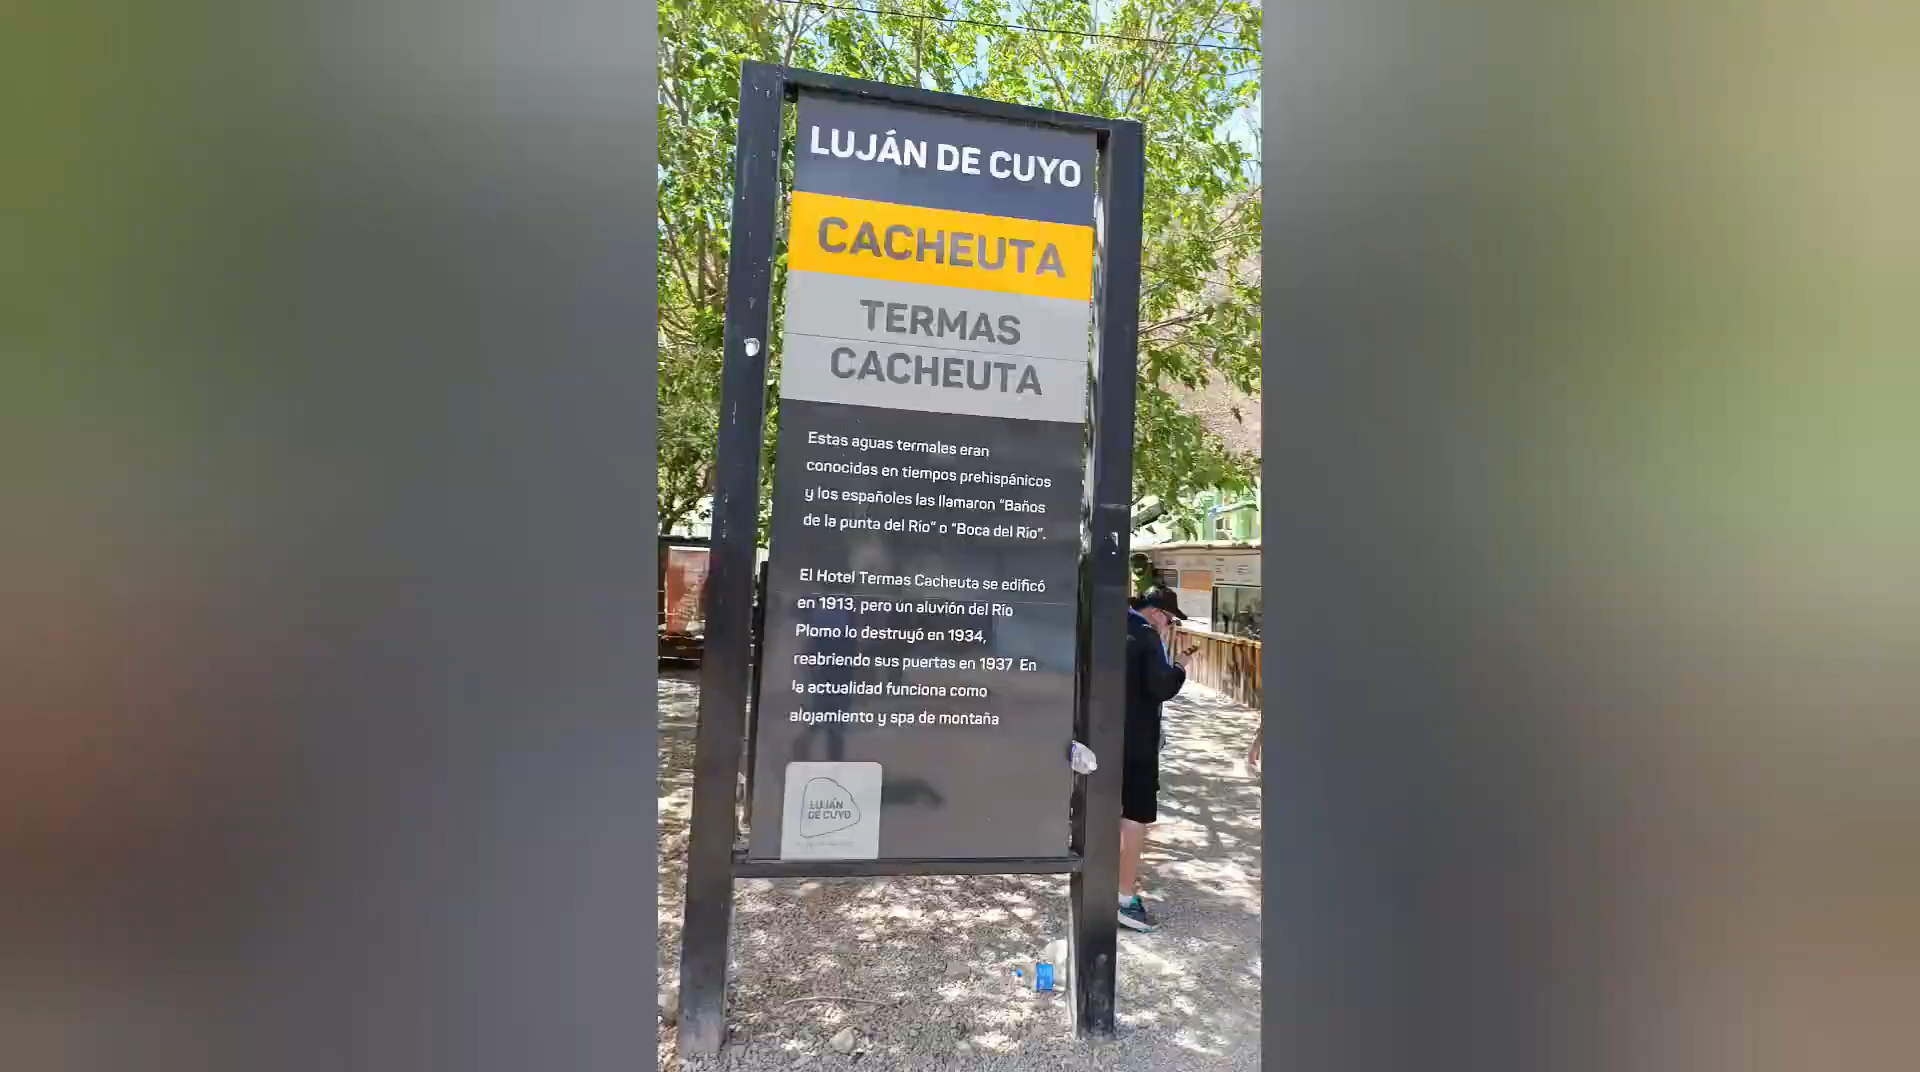 LUJÁN DE CUYO
CACHEUTA
TERMAS
CACHEUTA
Estas aguas termales eran
conocidas en tiempos prehispánicos
y los españoles las llamaron “Baños
de la punta del Río” o “Boca del Río”.
El Hotel Termas Cacheuta se edificó
en 1913, pero un aluvión del Río
Plomo lo destruyó en 1934,
reabriendo sus puertas en 1937 En
la actualidad funciona como
alojamiento y spa de montaña
LUJÁN
DE CUYO